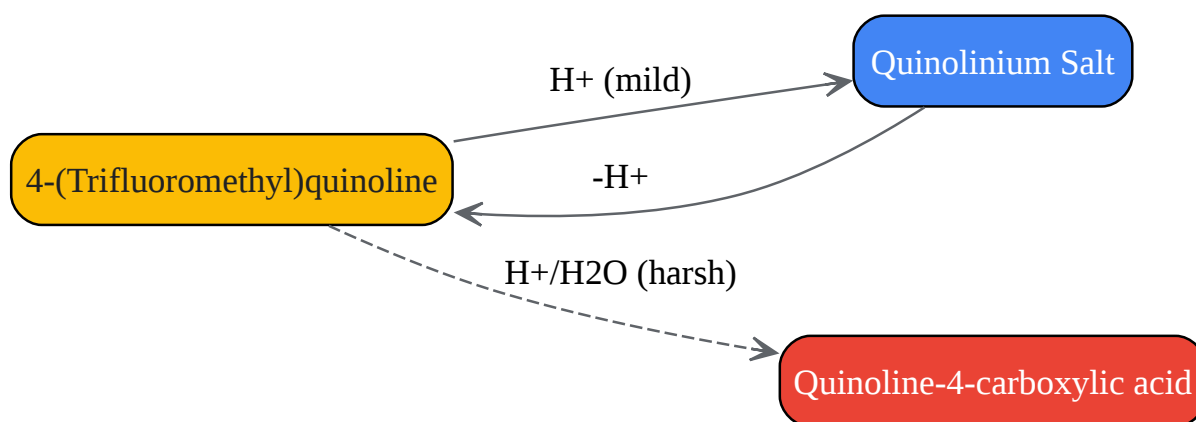 Quinolinium Salt
H+ (mild)
4-(Trifluoromethyl)quinoline
-H+
H+/H2O (harsh)
Quinoline-4-carboxylic acid